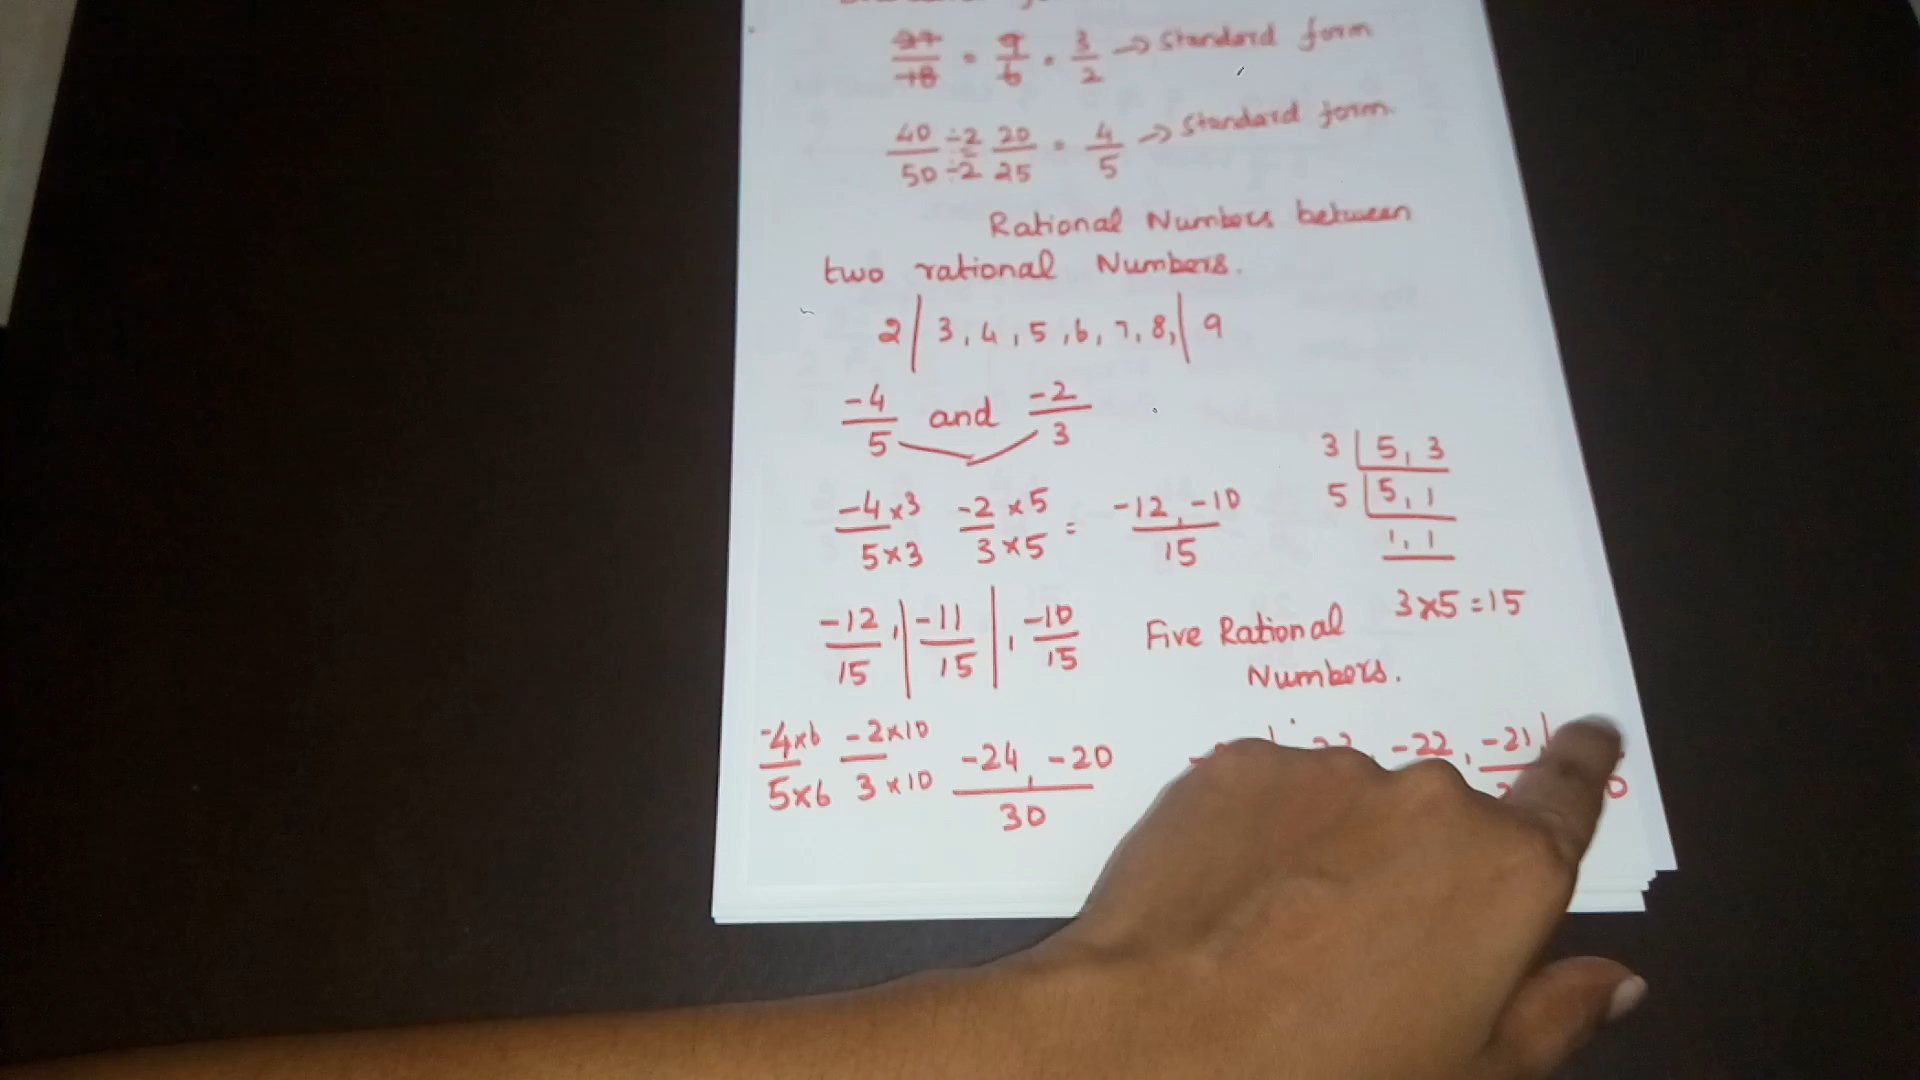 27/18 = 9/6 = 3/2 → Standard form
40/50 ÷2/÷2 = 20/25 = 4/5 → Standard form.
Rational Numbers between
two rational Numbers.
2 | 3, 4, 5, 6, 7, 8, | 9
-4/5 and -2/3
3 | 5, 3
5 | 5, 1
1, 1
-4×3/5×3 -2×5/3×5 = -12, -10/15
3×5=15
-12/15, | -11/15 |, -10/15
Five Rational
Numbers.
-4×6/5×6 -2×10/3×10 -24, -20/30
-22, -21 |